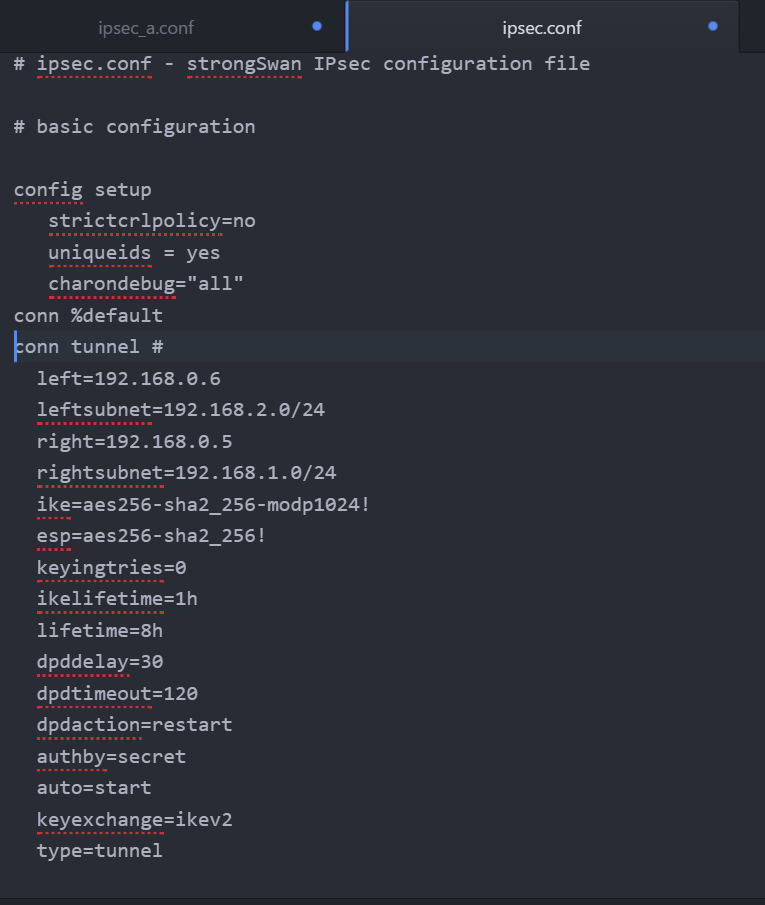 ipsec_a.conf
ipsec.conf
# ipsec.conf - strongSwan IPsec configuration file
# basic configuration
config setup
strictcrlpolicy=no
uniqueids = yes
charondebug="all"
conn %default
conn tunnel #
left=192.168.0.6
leftsubnet=192.168.2.0/24
right=192.168.0.5
rightsubnet=192.168.1.0/24
ike=aes256-sha2_256-modp1024!
esp=aes256-sha2_256!
keyingtries=0
ikelifetime=1h
lifetime=8h
dpddelay=30
dpdtimeout=120
dpdaction=restart
authby=secret
auto=start
keyexchange=ikev2
type=tunnel